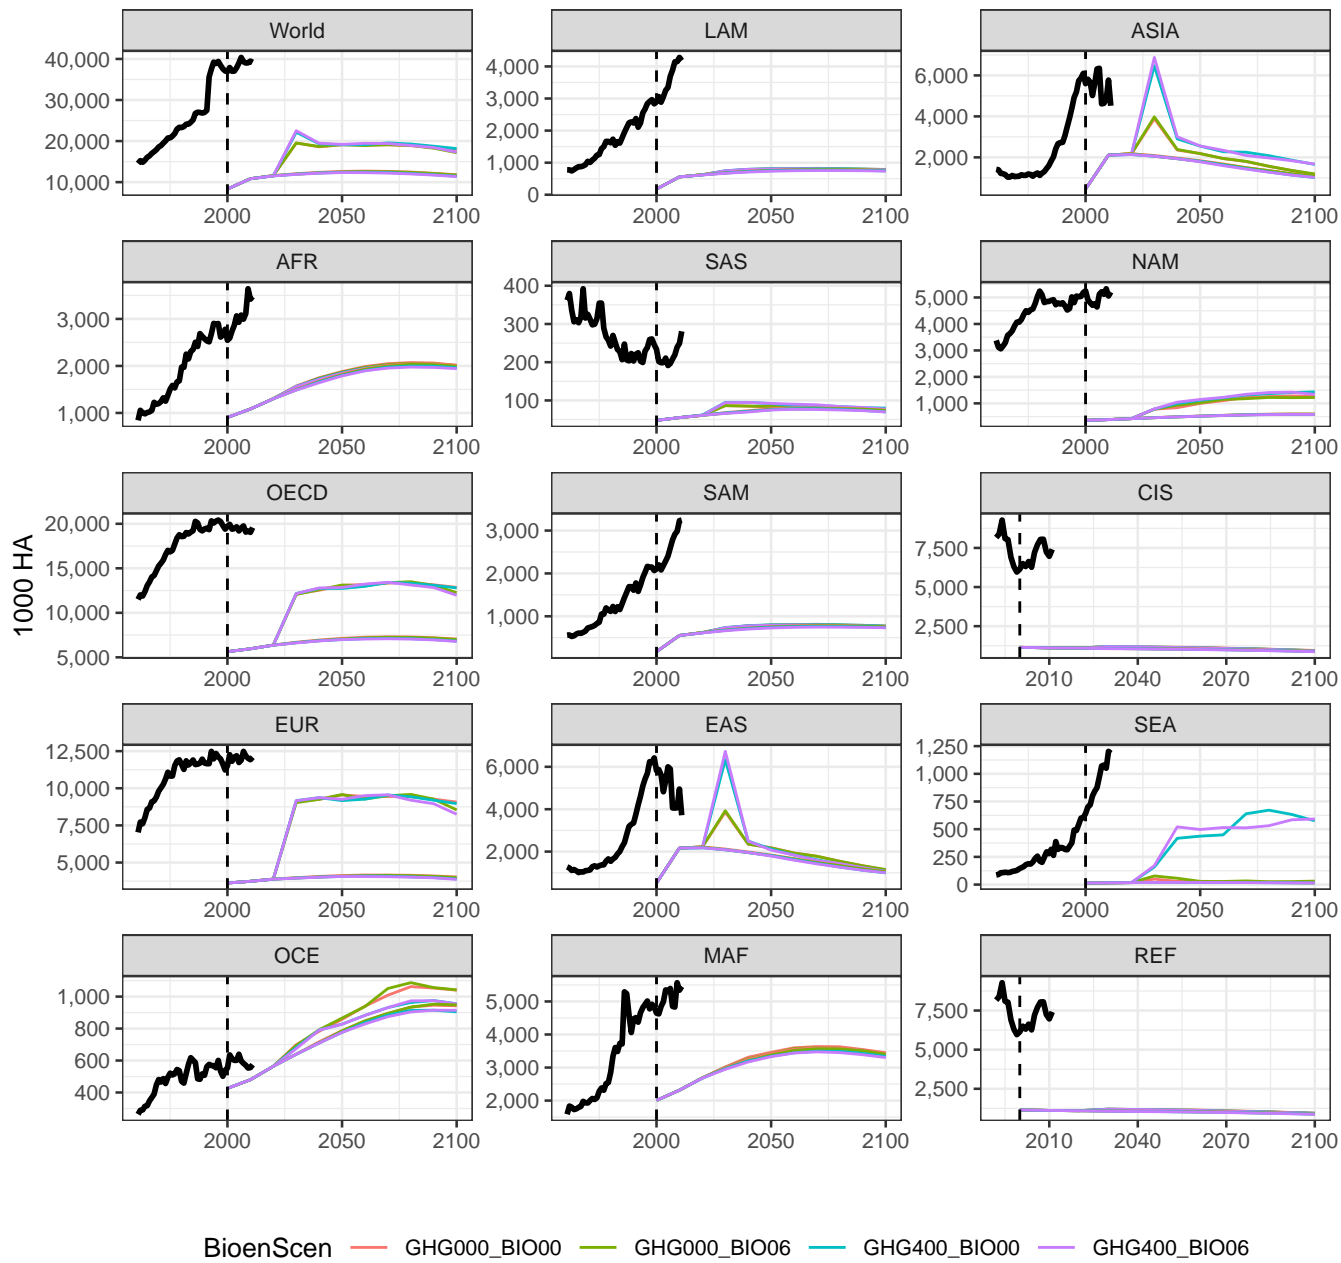 World
LAM
ASIA
40,000
30,000
20,000
10,000
4,000
3,000
2,000
1,000
0
6,000
4,000
2,000
2000 2050 2100
2000 2050 2100
2000 2050 2100
AFR
SAS
NAM
3,000
2,000
1,000
400
300
200
100
5,000
4,000
3,000
2,000
1,000
2000 2050 2100
2000 2050 2100
2000 2050 2100
OECD
SAM
CIS
1000 HA
20,000
15,000
10,000
5,000
3,000
2,000
1,000
7,500
5,000
2,500
2000 2050 2100
2000 2050 2100
2010 2040 2070 2100
EUR
EAS
SEA
12,500
10,000
7,500
5,000
6,000
4,000
2,000
1,250
1,000
750
500
250
0
2000 2050 2100
2000 2050 2100
2000 2050 2100
OCE
MAF
REF
1,000
800
600
400
5,000
4,000
3,000
2,000
7,500
5,000
2,500
2000 2050 2100
2000 2050 2100
2010 2040 2070 2100
BioenScen GHG000_BIO00 GHG000_BIO06 GHG400_BIO00 GHG400_BIO06